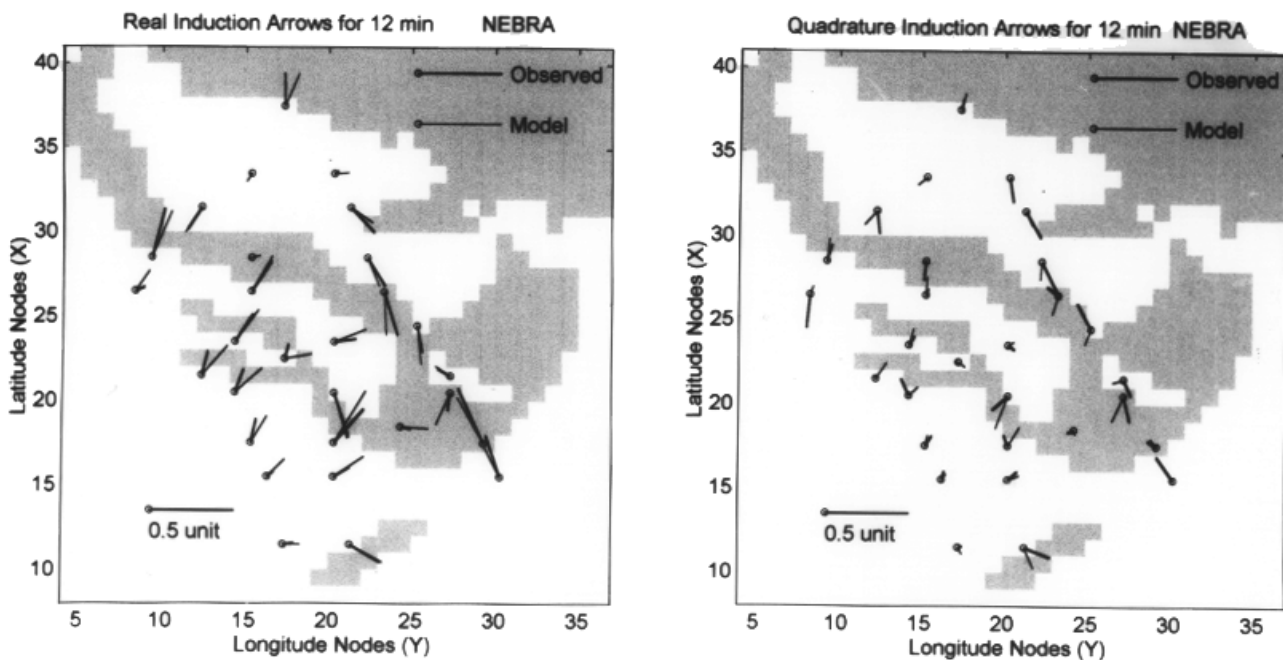 Real Induction Arrows for 12 min NEBRA
40
35
30
25
20
15
10
Latitude Nodes (X)
Observed
Model
0.5 unit
5 10 15 20 25 30 35
Longitude Nodes (Y)
Quadrature Induction Arrows for 12 min NEBRA
40
35
30
25
20
15
10
Latitude Nodes (X)
Observed
Model
0.5 unit
5 10 15 20 25 30 35
Longitude Nodes (Y)